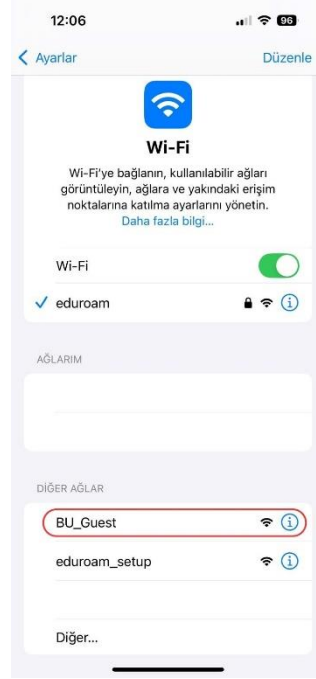 12:06
96
Ayarlar
Düzenle
Wi-Fi
Wi-Fi'ye bağlanın, kullanılabilir ağları
görüntüleyin, ağlara ve yakındaki erişim
noktalarına katılma ayarlarını yönetin.
Daha fazla bilgi...
Wi-Fi
eduroam
AĞLARIM
DİĞER AĞLAR
BU_Guest
eduroam_setup
Diğer...